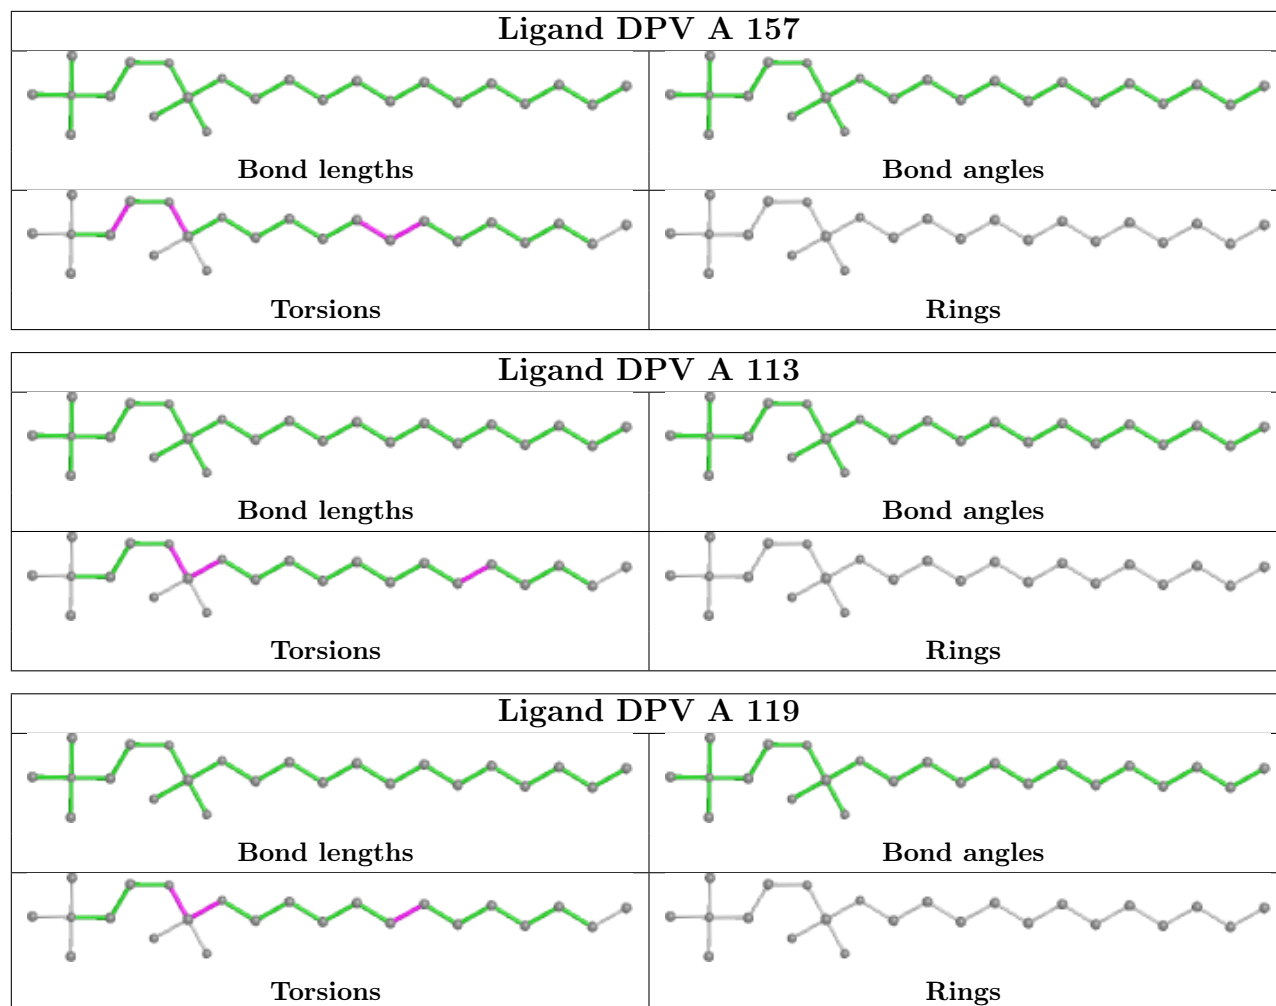 Ligand DPV A 157
Bond lengths
Bond angles
Torsions
Rings
Ligand DPV A 113
Bond lengths
Bond angles
Torsions
Rings
Ligand DPV A 119
Bond lengths
Bond angles
Torsions
Rings